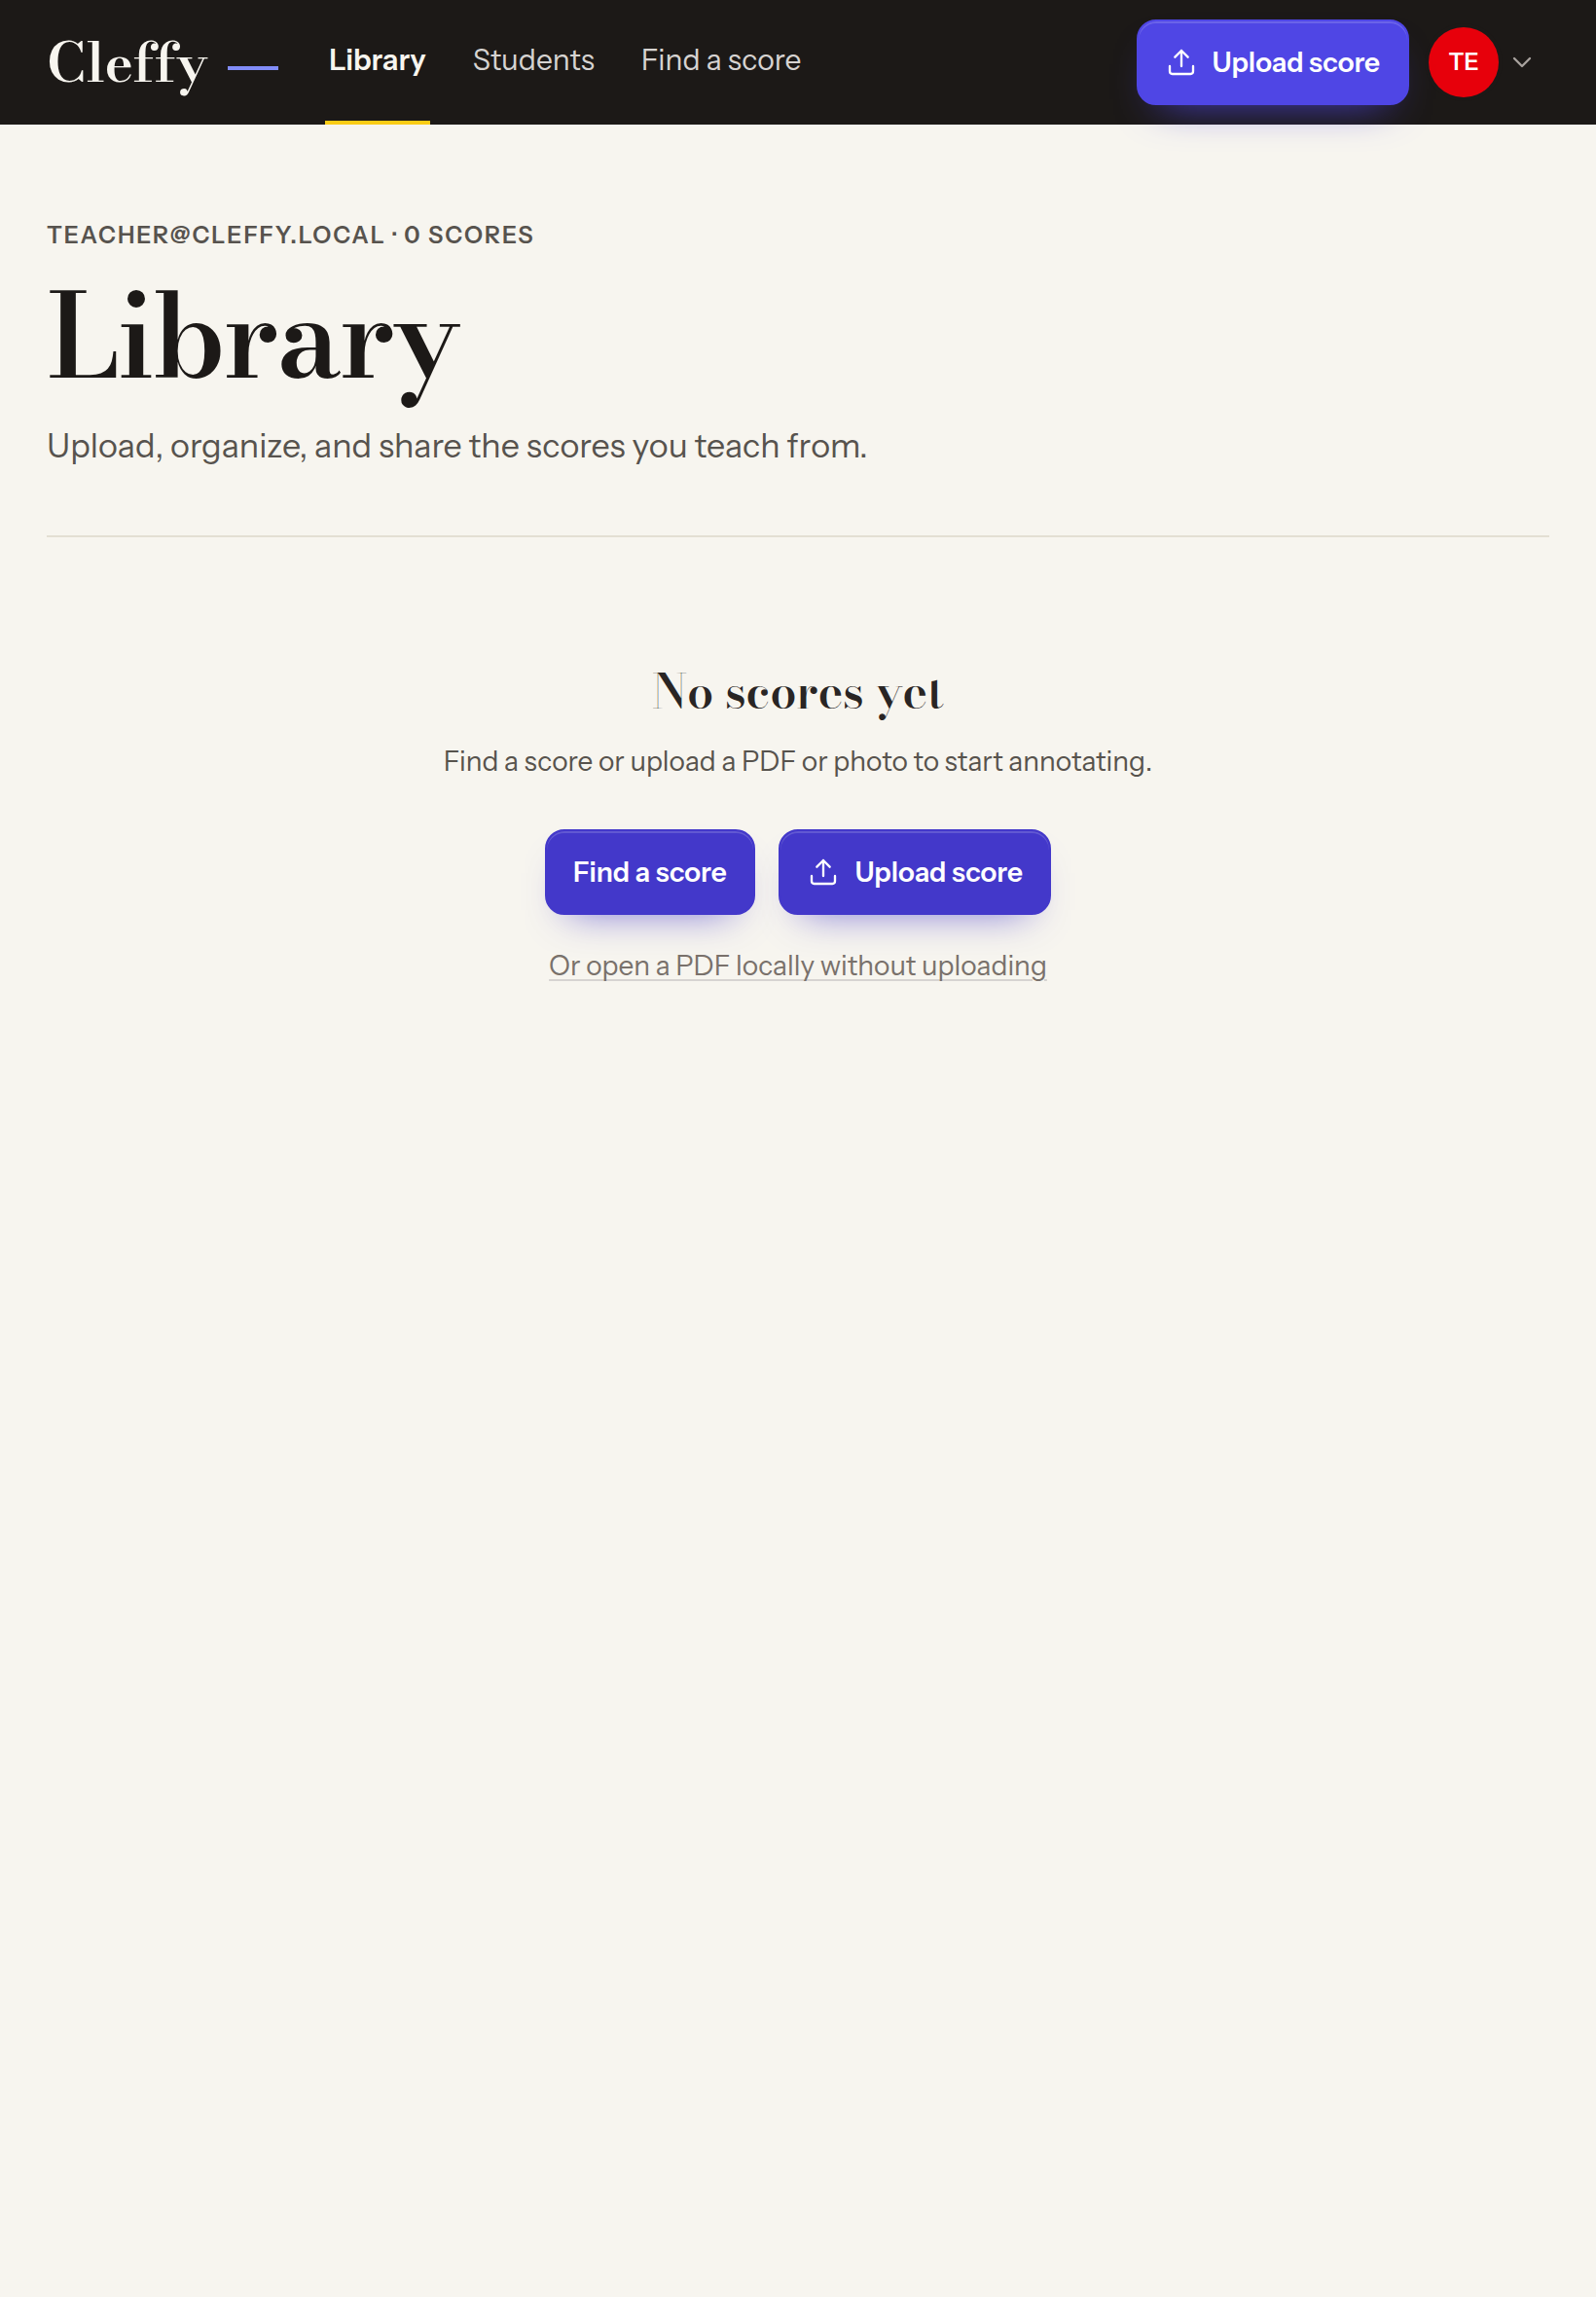 Cleffy
Library
Students
Find a score
Upload score
TE
TEACHER@CLEFFY.LOCAL · 0 SCORES
Library
Upload, organize, and share the scores you teach from.
No scores yet
Find a score or upload a PDF or photo to start annotating.
Find a score
Upload score
Or open a PDF locally without uploading